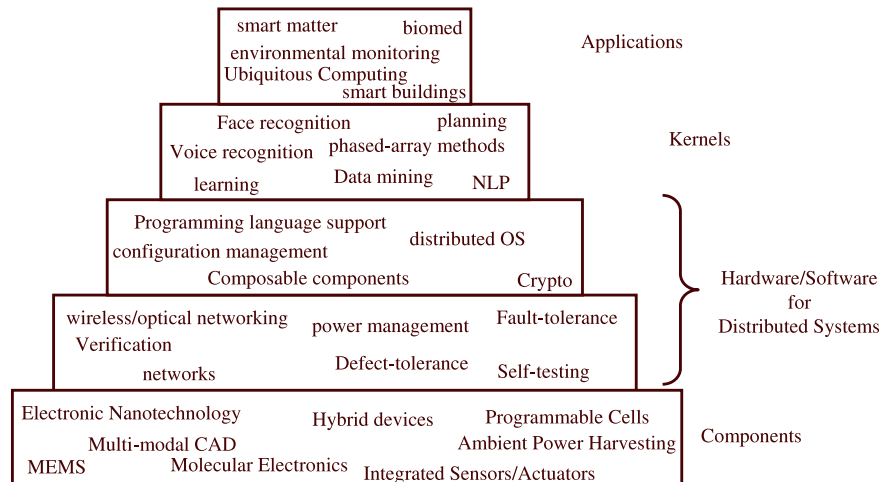 smart matter
biomed
environmental monitoring
Ubiquitous Computing
smart buildings
Applications
Face recognition
planning
Voice recognition
phased-array methods
learning
Data mining
NLP
Kernels
Programming language support
distributed OS
configuration management
Composable components
Crypto
wireless/optical networking
power management
Fault-tolerance
Verification
Defect-tolerance
networks
Self-testing
Hardware/Software
for
Distributed Systems
Electronic Nanotechnology
Hybrid devices
Programmable Cells
Multi-modal CAD
Ambient Power Harvesting
MEMS
Molecular Electronics
Integrated Sensors/Actuators
Components